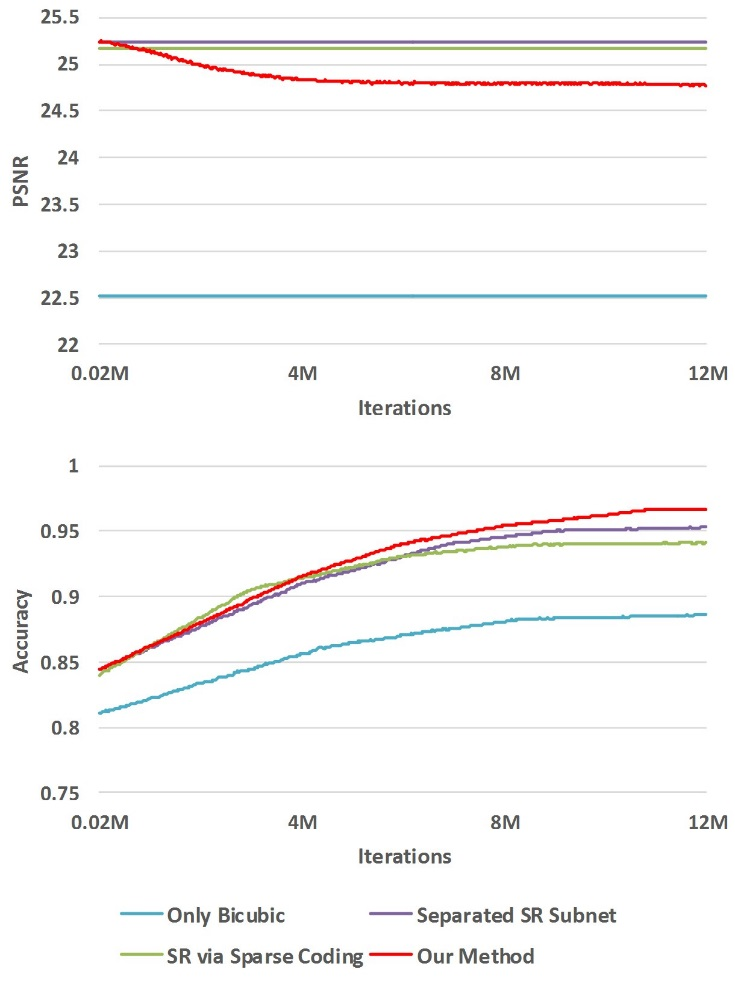 25.5
25
24.5
24
23.5
23
22.5
22
PSNR
0.02M 4M 8M 12M
Iterations
1
0.95
0.9
0.85
0.8
0.75
Accuracy
0.02M 4M 8M 12M
Iterations
Only Bicubic Separated SR Subnet
SR via Sparse Coding Our Method